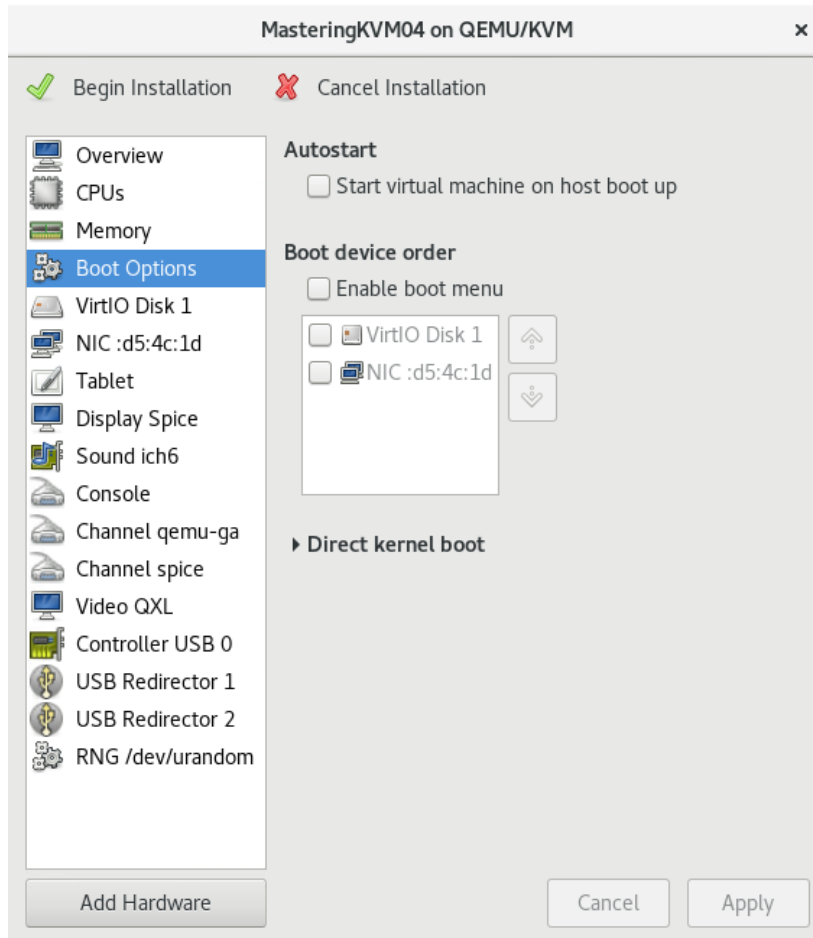 MasteringKVM04 on QEMU/KVM
Begin Installation
Cancel Installation
Overview
CPUs
Memory
Boot Options
VirtIO Disk 1
NIC :d5:4c:1d
Tablet
Display Spice
Sound ich6
Console
Channel qemu-ga
Channel spice
Video QXL
Controller USB 0
USB Redirector 1
USB Redirector 2
RNG /dev/urandom
Add Hardware
Autostart
Start virtual machine on host boot up
Boot device order
Enable boot menu
VirtIO Disk 1
NIC :d5:4c:1d
Direct kernel boot
Cancel
Apply